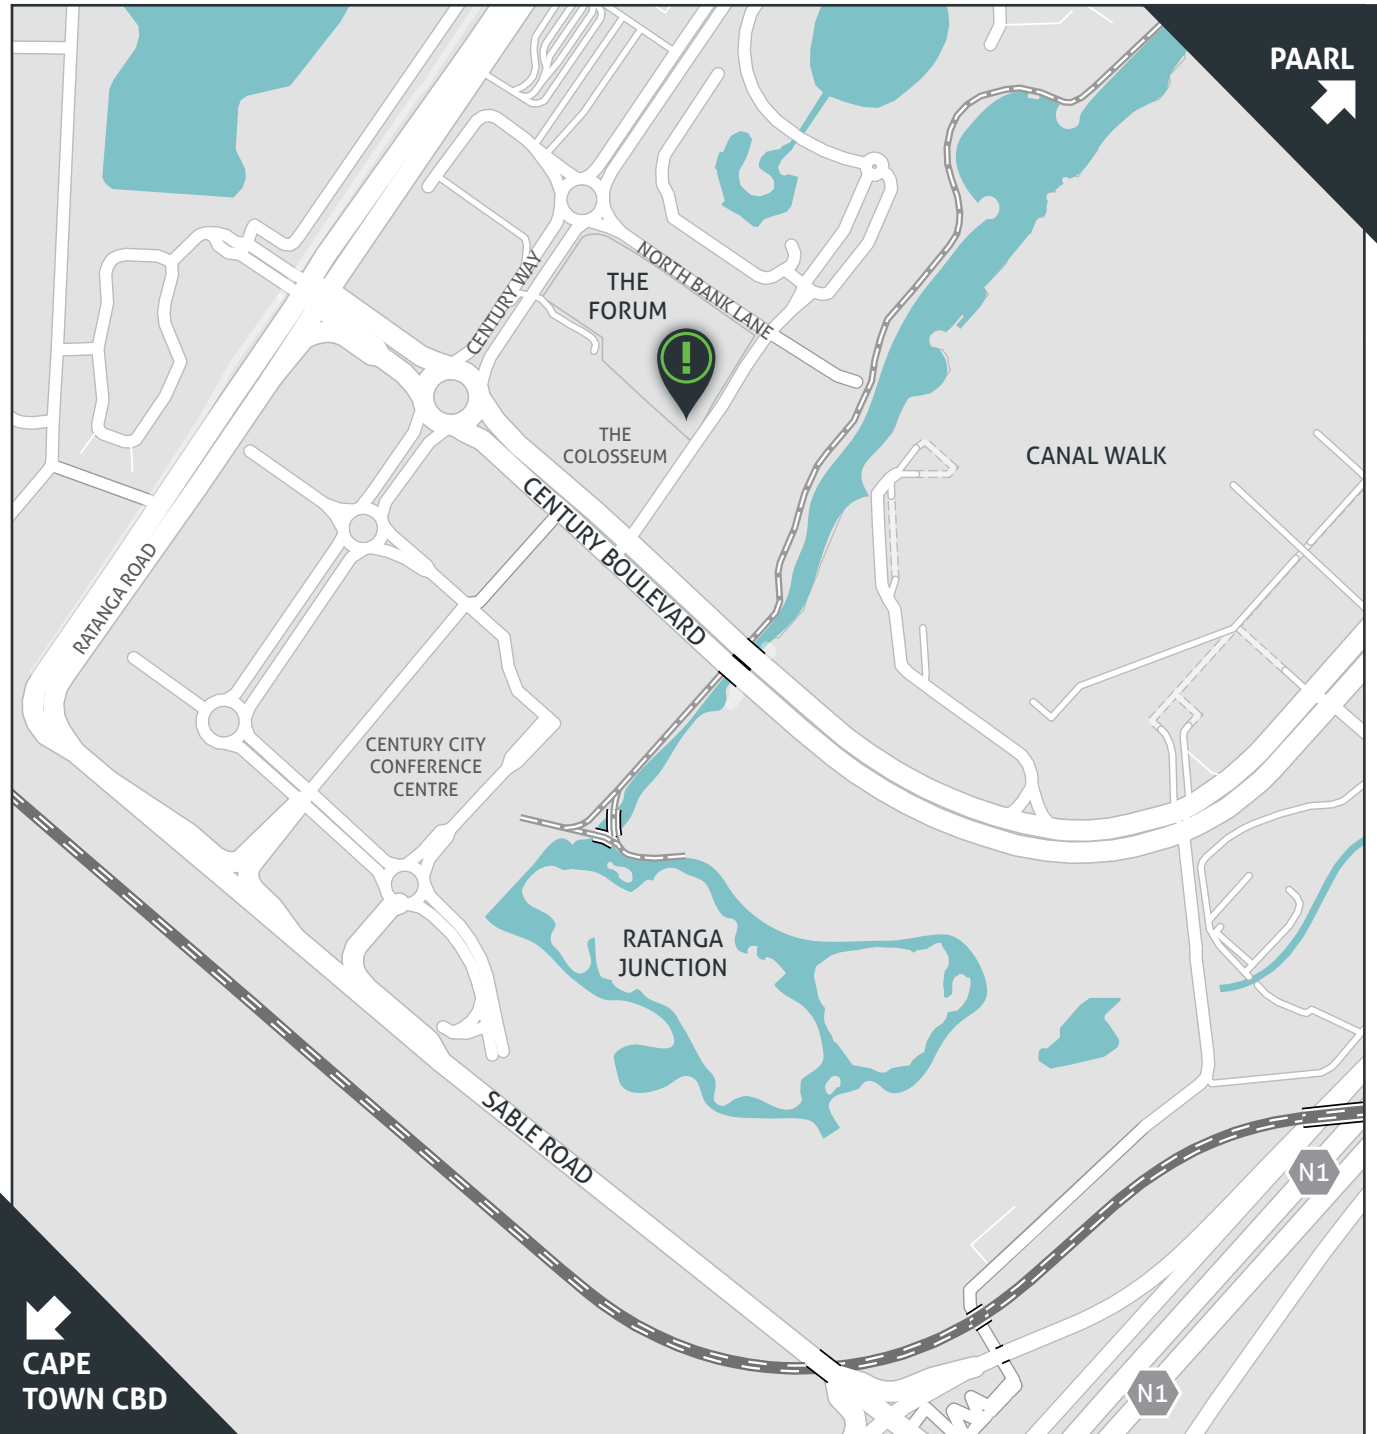 PAARL
NORTH BANK LANE
CENTURY WAY
THE
FORUM
!
THE
COLOSSEUM
CANAL WALK
CENTURY BOULEVARD
RATANGA ROAD
CENTURY CITY
CONFERENCE
CENTRE
RATANGA
JUNCTION
SABLE ROAD
N1
CAPE
TOWN CBD
N1